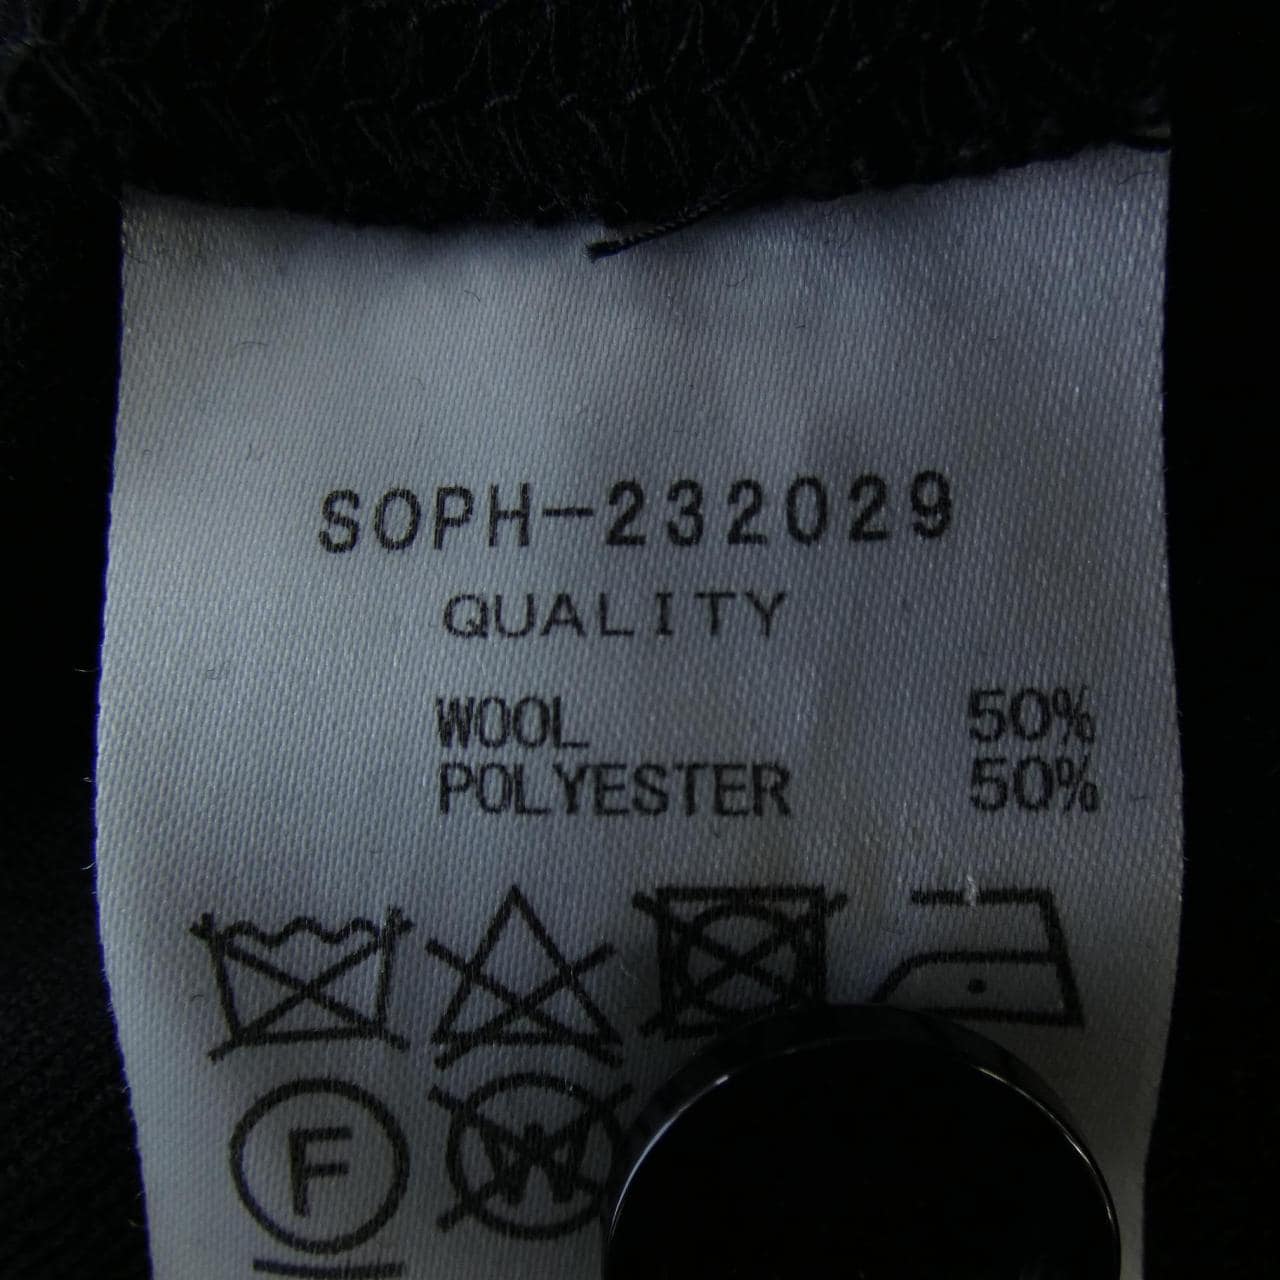 SOPH-232029
QUALITY
WOOL 50%
POLYESTER 50%
F
W